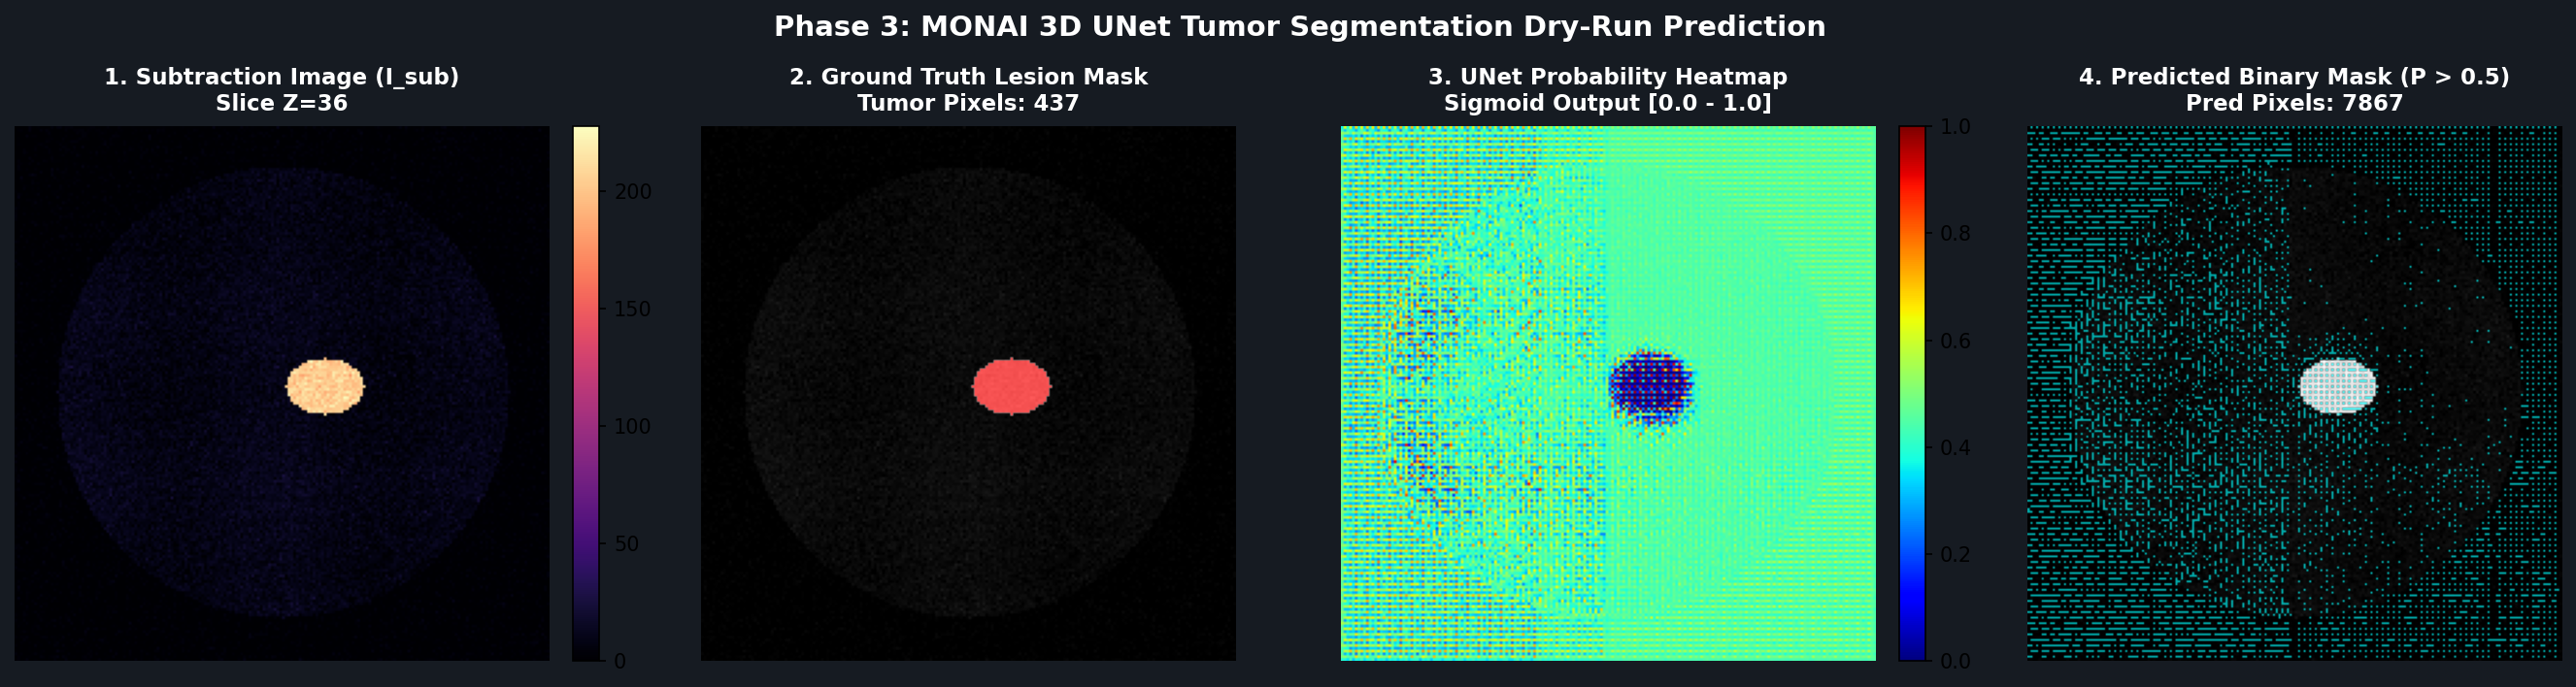 Phase 3: MONAI 3D UNet Tumor Segmentation Dry-Run Prediction
1. Subtraction Image (I_sub)
Slice Z=36
200
150
100
50
0
2. Ground Truth Lesion Mask
Tumor Pixels: 437
3. UNet Probability Heatmap
Sigmoid Output [0.0 - 1.0]
1.0
0.8
0.6
0.4
0.2
0.0
4. Predicted Binary Mask (P > 0.5)
Pred Pixels: 7867